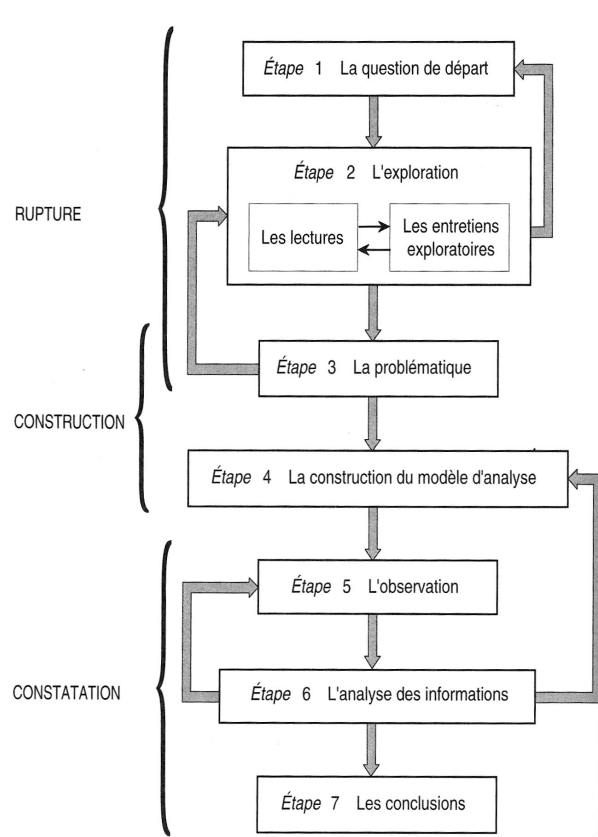 Étape 1 La question de départ
Étape 2 L'exploration
RUPTURE
Les lectures
Les entretiens
exploratoires
Étape 3 La problématique
CONSTRUCTION
Étape 4 La construction du modèle d'analyse
Étape 5 L'observation
CONSTATATION
Étape 6 L'analyse des informations
Étape 7 Les conclusions